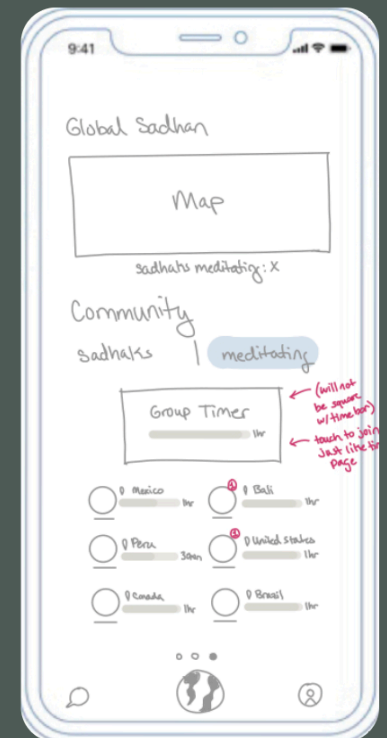 9:41
Global Sadhan
Map
sadhaks meditating: X
Community
sadhaks | meditating
(will not
be square
w/ time bar)
Group Timer
1hr
touch to join
Just like
page
Mexico
1hr
Bali
1hr
Peru
30min
United States
1hr
Canada
1hr
Brazil
1hr